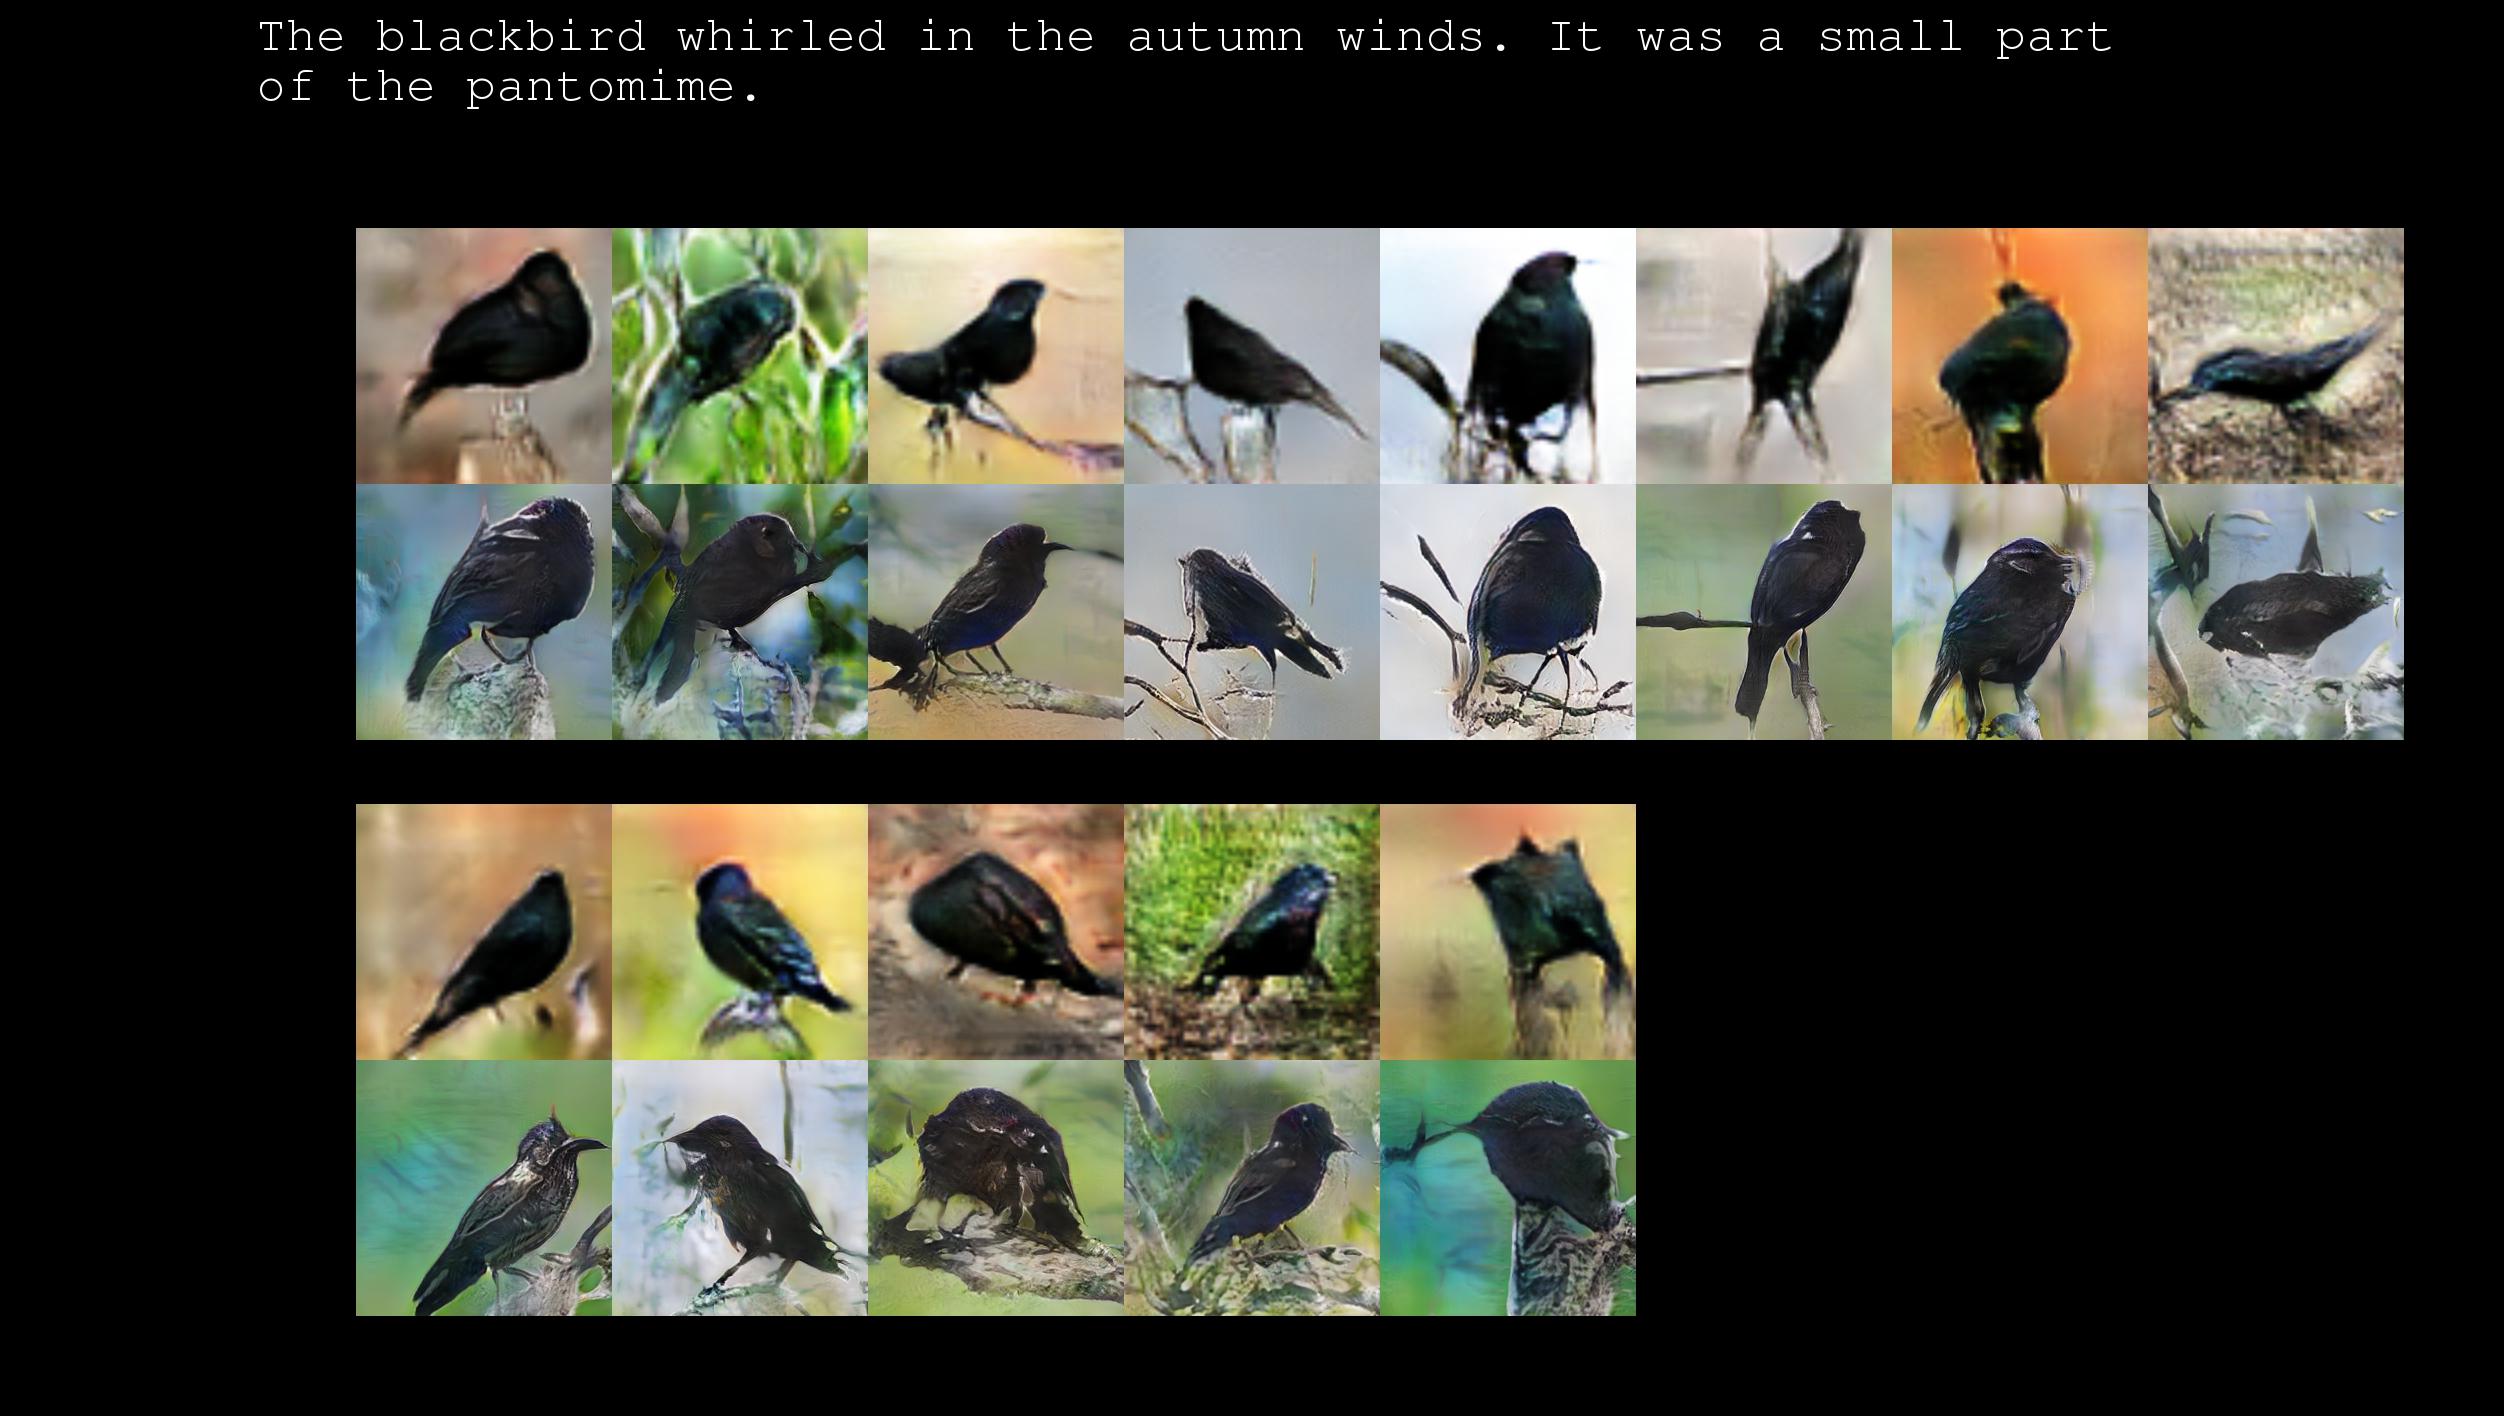 The blackbird whirled in the autumn winds. It was a small part
of the pantomime.